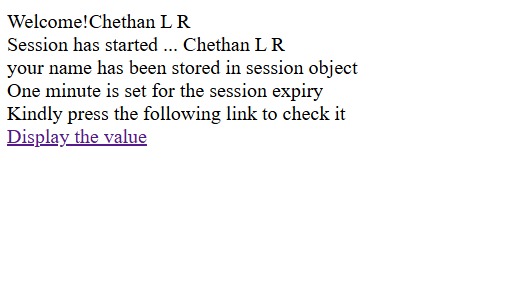 Welcome!Chethan L R
Session has started ... Chethan L R
your name has been stored in session object
One minute is set for the session expiry
Kindly press the following link to check it
Display the value